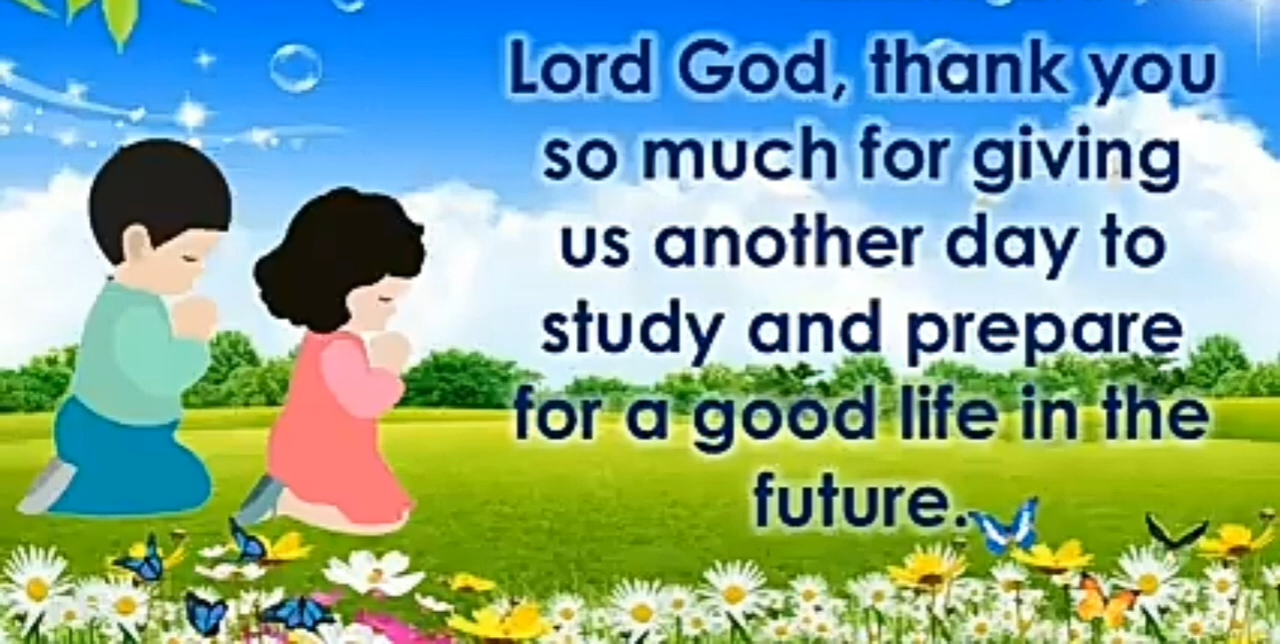 Lord God, thank you
so much for giving
us another day to
study and prepare
for a good life in the
future.